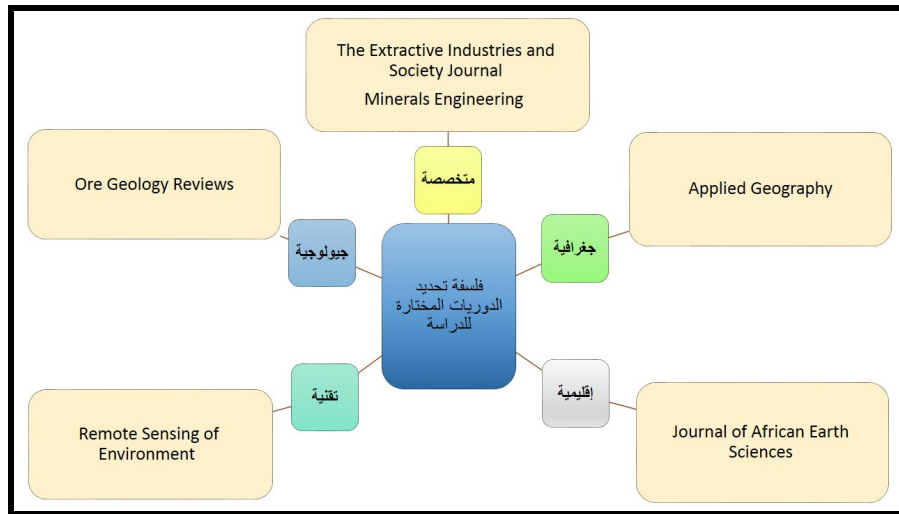 The Extractive Industries and
Society Journal
Minerals Engineering
متخصصة
Ore Geology Reviews
Applied Geography
جيولوجية
جغرافية
فلسفة تحديد
الدوريات المختارة
للدراسة
تقنية
إقليمية
Remote Sensing of
Environment
Journal of African Earth
Sciences